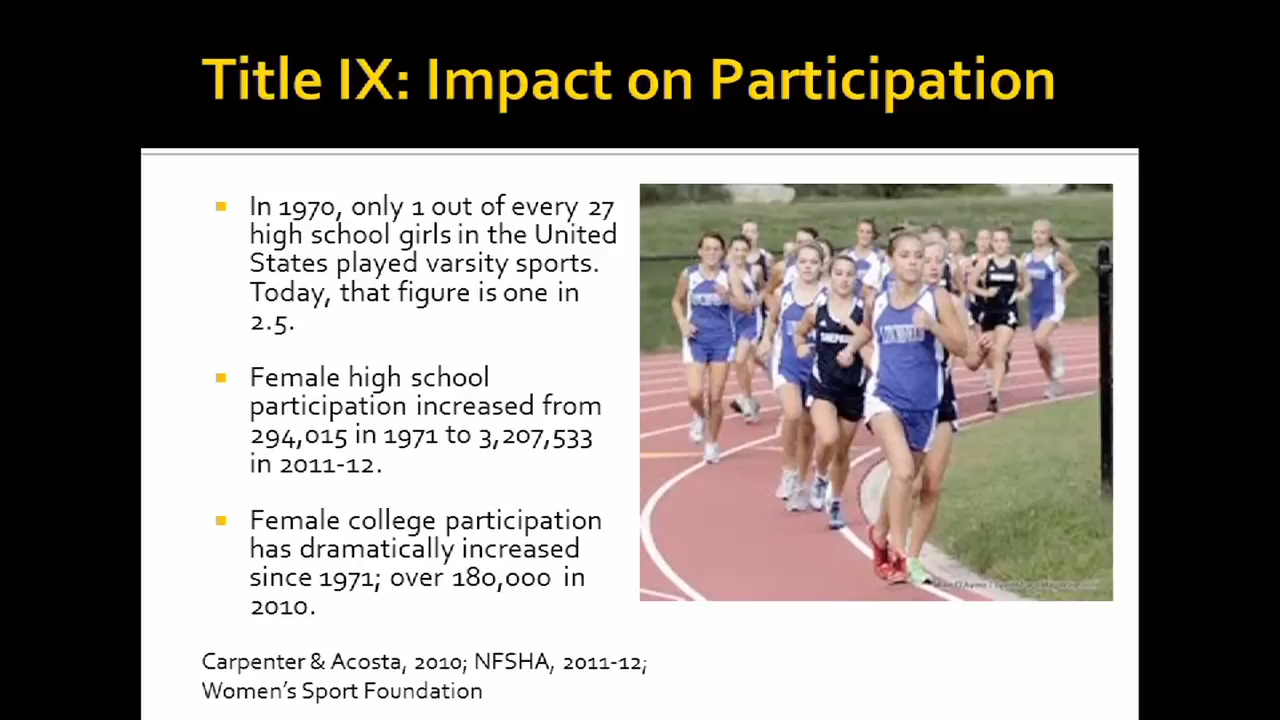 Title IX: Impact on Participation
In 1970, only 1 out of every 27
high school girls in the United
States played varsity sports.
Today, that figure is one in
2.5.
Female high school
participation increased from
294,015 in 1971 to 3,207,533
in 2011-12.
Female college participation
has dramatically increased
since 1971; over 180,000 in
2010.
Carpenter & Acosta, 2010; NFSHA, 2011-12;
Women's Sport Foundation